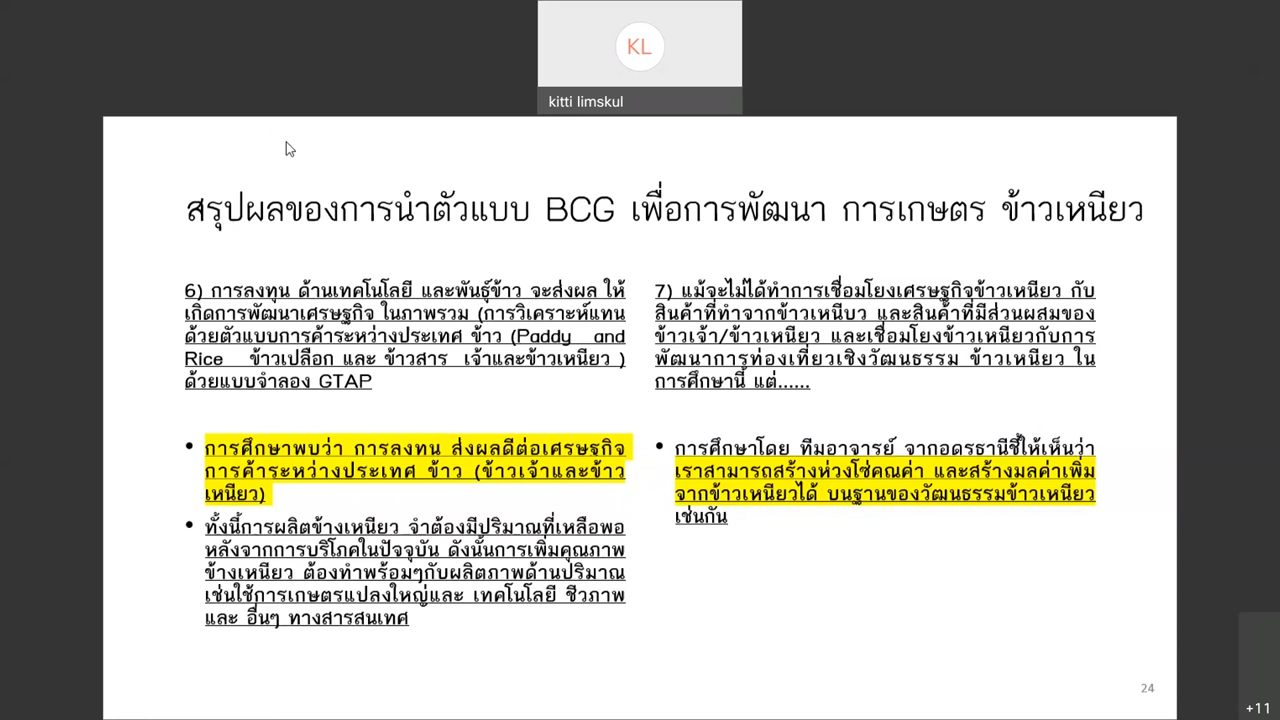 KL
kitti limskul
สรุปผลของการนำตัวแบบ BCG เพื่อการพัฒนา การเกษตร ข้าวเหนียว
6) การลงทุน ด้านเทคโนโลยี และพันธุ์ข้าว จะส่งผล ให้
เกิดการพัฒนาเศรษฐกิจ ในภาพรวม (การวิเคราะห์แทน
ด้วยตัวแบบการค้าระหว่างประเทศ ข้าว (Paddy and
Rice ข้าวเปลือก และ ข้าวสาร เจ้าและข้าวเหนียว )
ด้วยแบบจำลอง GTAP
• การศึกษาพบว่า การลงทน ส่งผลดีต่อเศรษฐกิจ
การค้าระหว่างประเทศ ข้าว (ข้าวเจ้าและข้าว
เหนียว)
• ทั้งนี้การผลิตข้างเหนียว จำต้องมีปริมาณที่เหลือพอ
หลังจากการบริโภคในปัจจุบัน ดังนั้นการเพิ่มคุณภาพ
ข้างเหนียว ต้องทำพร้อมๆกับผลิตภาพด้านปริมาณ
เช่นใช้การเกษตรแปลงใหญ่และ เทคโนโลยี ชีวภาพ
และ อื่นๆ ทางสารสนเทศ
7) แม้จะไม่ได้ทำการเชื่อมโยงเศรษฐกิจข้าวเหนียว กับ
สินค้าที่ทำจากข้าวเหนียว และสินค้าที่มีส่วนผสมของ
ข้าวเจ้า/ข้าวเหนียว และเชื่อมโยงข้าวเหนียวกับการ
พัฒนาการท่องเที่ยวเชิงวัฒนธรรม ข้าวเหนียว ใน
การศึกษานี้ แต่......
• การศึกษาโดย ทีมอาจารย์ จากอดรธานีชี้ให้เห็นว่า
เราสามารถสร้างห่วงโซ่คณค่า และสร้างมลค่าเพิ่ม
จากข้าวเหนียวได้ บนฐานของวัฒนธรรมข้าวเหนียว
เช่นกัน
24
+11